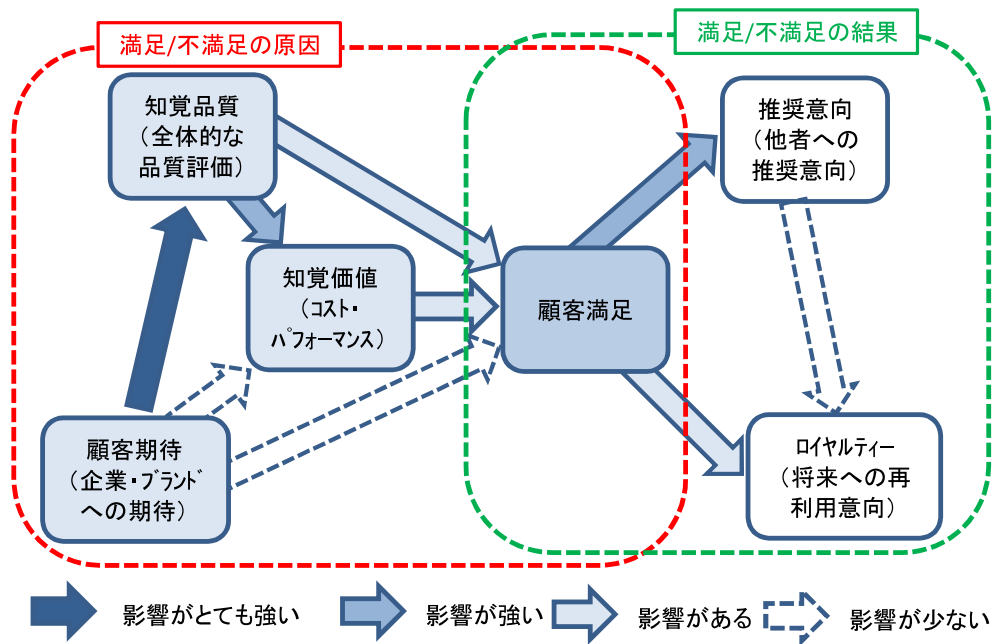 満足/不満足の原因
満足/不満足の結果
知覚品質
（全体的な
品質評価）
推奨意向
（他者への
推奨意向）
知覚価値
（ｺｽﾄ・
ﾊﾟﾌｫｰﾏﾝｽ）
顧客満足
顧客期待
（企業・ﾌﾞﾗﾝﾄﾞ
への期待）
ﾛｲﾔﾙﾃｨｰ
（将来への再
利用意向）
影響がとても強い
影響が強い
影響がある
影響が少ない